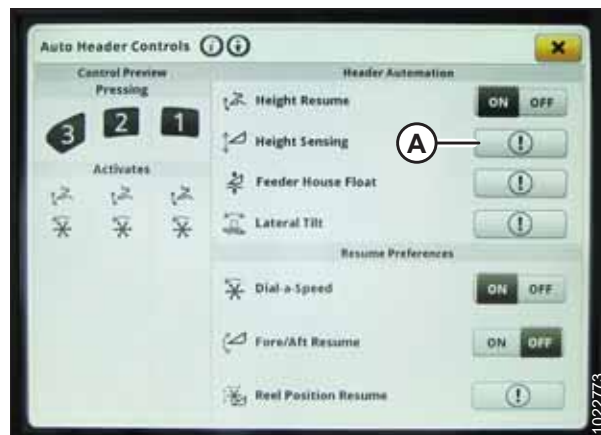 Auto Header Controls
Control Preview
Pressing
3 2 1
Activates
Header Automation
Height Resume ON OFF
Height Sensing !
A
Feeder House Float !
Lateral Tilt !
Resume Preferences
Dial-a-Speed ON OFF
Fore/Aft Resume ON OFF
Reel Position Resume !
1022773